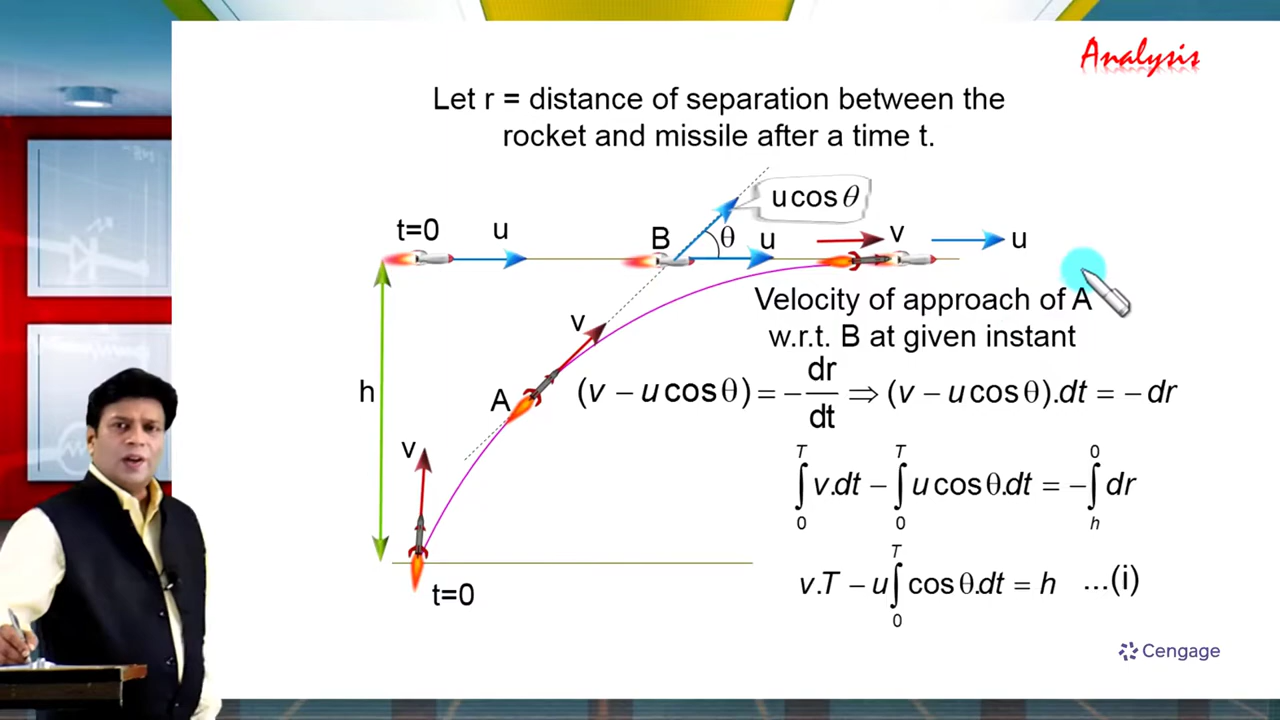 Analysis
Let r = distance of separation between the
rocket and missile after a time t.
u cos θ
t=0 u B θ u v u
Velocity of approach of A
w.r.t. B at given instant
v
h
A
(v – u cos θ) = – dr/dt ⇒ (v – u cos θ).dt = – dr
v
∫₀ᵀ v.dt – ∫₀ᵀ u cos θ.dt = – ∫ₕ⁰ dr
v.T – u ∫₀ᵀ cos θ.dt = h ...(i)
t=0
Cengage